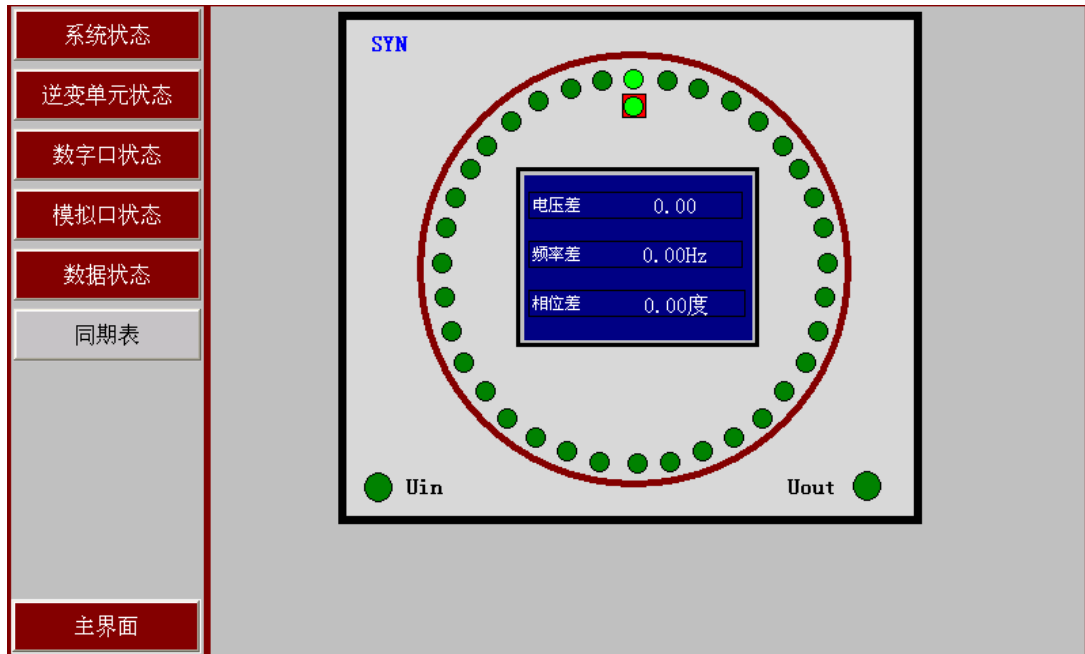 系统状态
逆变单元状态
数字口状态
模拟口状态
数据状态
同期表
主界面
SYN
电压差 0.00
频率差 0.00Hz
相位差 0.00度
Uin
Uout